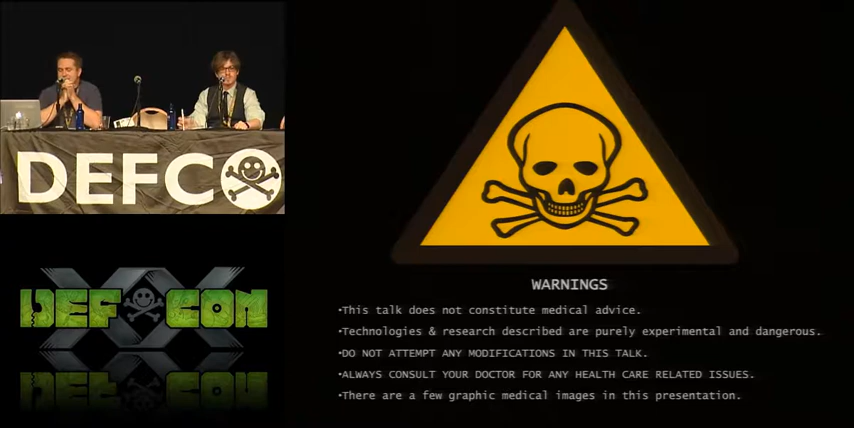 DEFCO
DEF CON
XX
WARNINGS
•This talk does not constitute medical advice.
•Technologies & research described are purely experimental and dangerous.
•DO NOT ATTEMPT ANY MODIFICATIONS IN THIS TALK.
•ALWAYS CONSULT YOUR DOCTOR FOR ANY HEALTH CARE RELATED ISSUES.
•There are a few graphic medical images in this presentation.